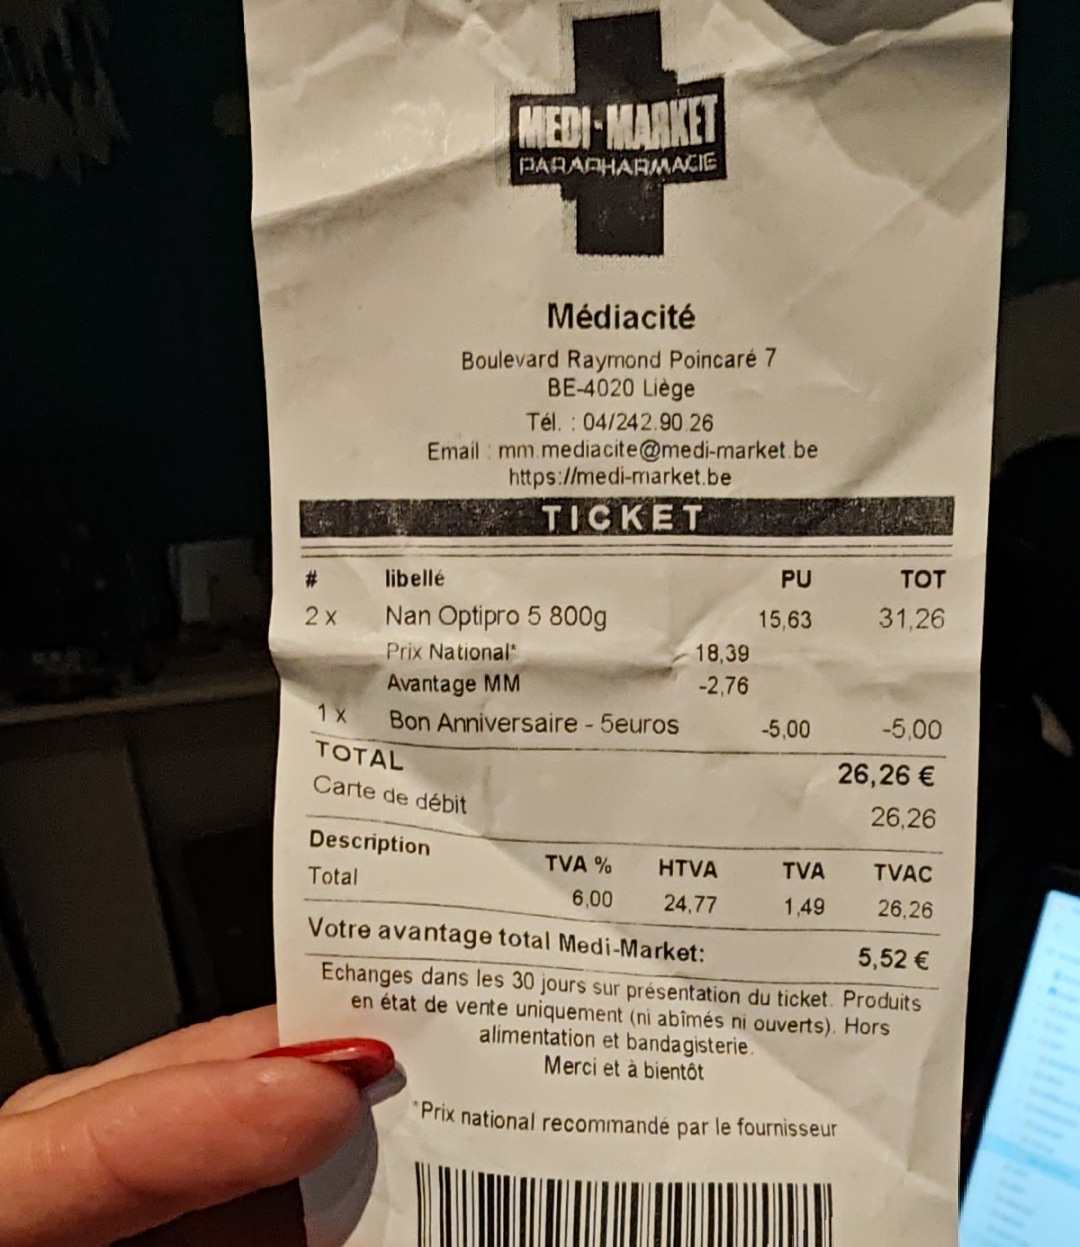 MEDI-MARKET
PARAPHARMACIE
Médiacité
Boulevard Raymond Poincaré 7
BE-4020 Liège
Tél. : 04/242.90.26
Email : mm.mediacite@medi-market.be
https://medi-market.be
TICKET
# libellé PU TOT
2 x Nan Optipro 5 800g 15,63 31,26
Prix National* 18,39
Avantage MM -2,76
1 x Bon Anniversaire - 5euros -5,00 -5,00
TOTAL 26,26 €
Carte de débit 26,26
Description TVA % HTVA TVA TVAC
Total 6,00 24,77 1,49 26,26
Votre avantage total Medi-Market: 5,52 €
Echanges dans les 30 jours sur présentation du ticket. Produits
en état de vente uniquement (ni abîmés ni ouverts). Hors
alimentation et bandagisterie.
Merci et à bientôt
*Prix national recommandé par le fournisseur